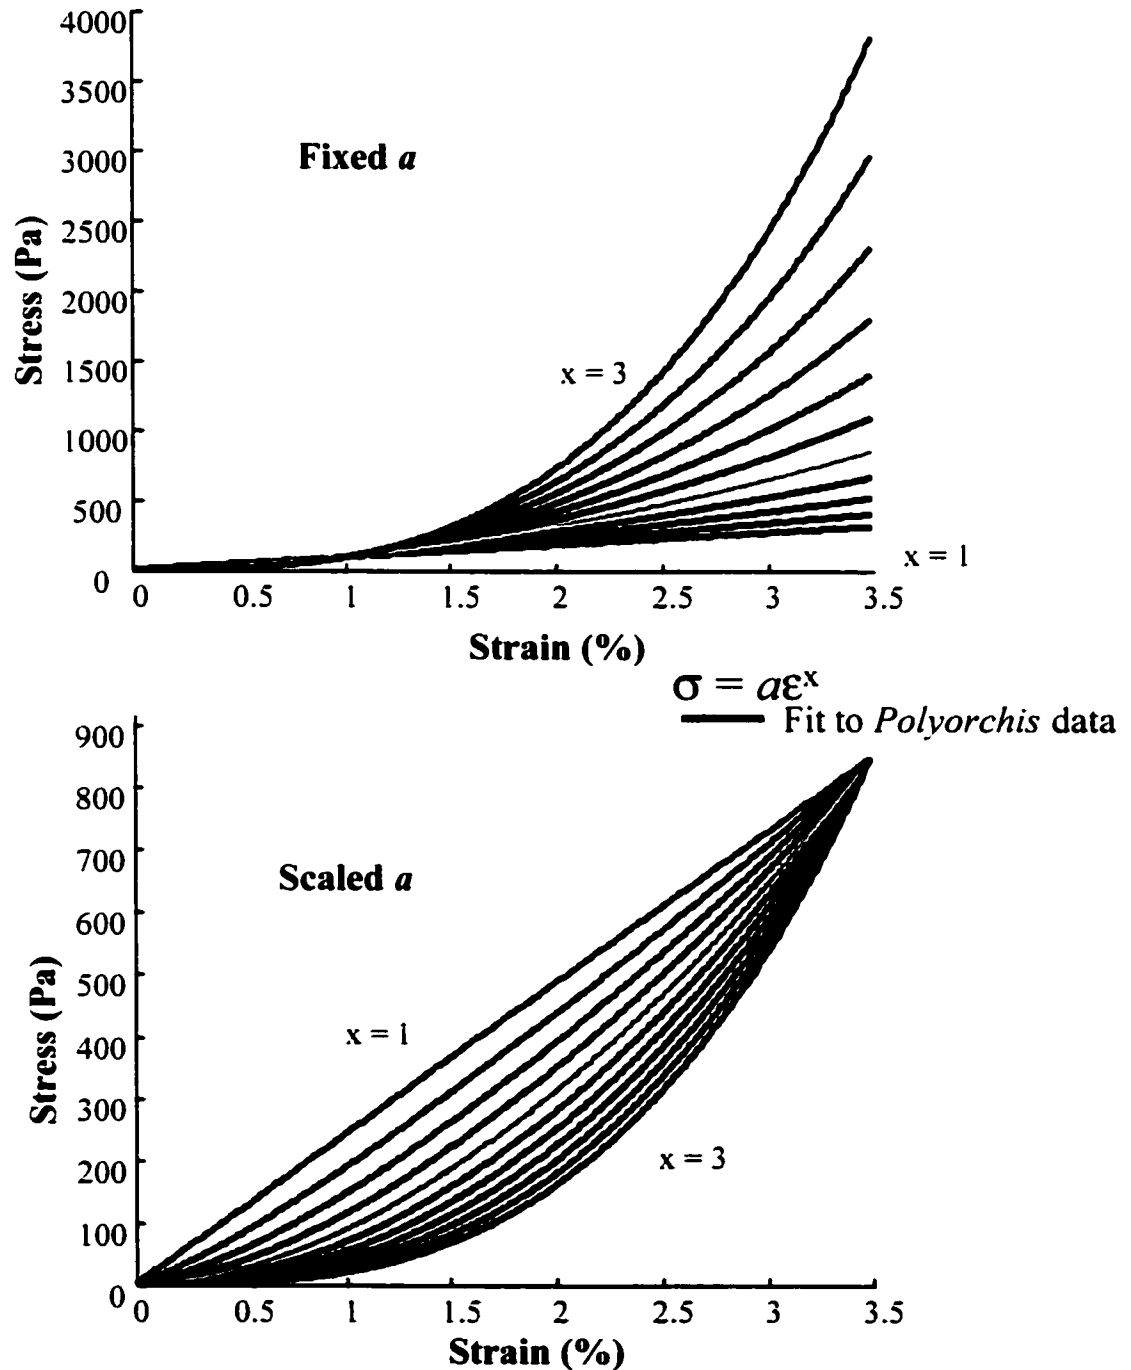 4000
3500
3000
2500
2000
1500
1000
500
0
Stress (Pa)
Fixed a
x = 3
x = 1
0 0.5 1 1.5 2 2.5 3 3.5
Strain (%)
σ = aεˣ
Fit to Polyorchis data
900
800
700
600
500
400
300
200
100
0
Stress (Pa)
Scaled a
x = 1
x = 3
0 0.5 1 1.5 2 2.5 3 3.5
Strain (%)